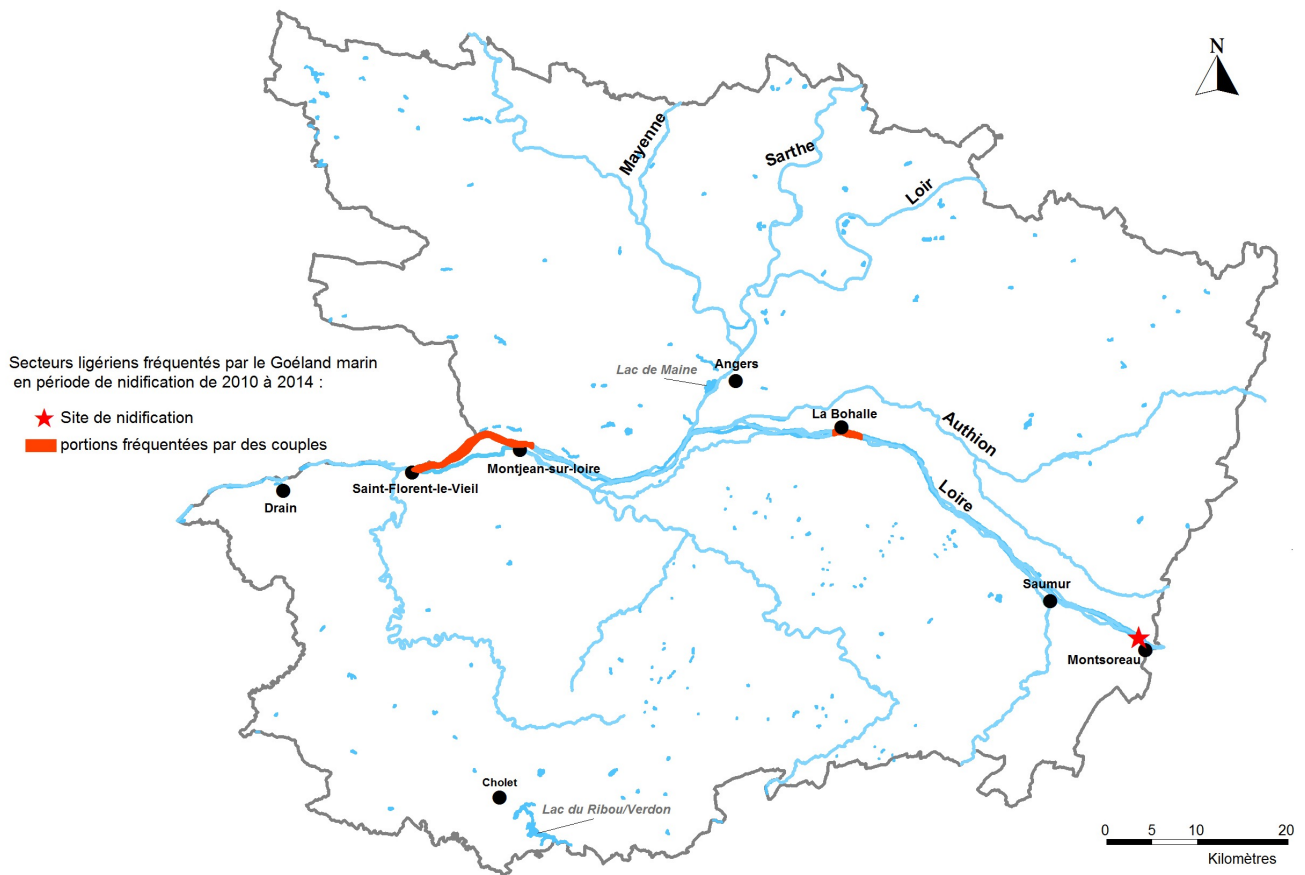 N
Mayenne
Sarthe
Loir
Secteurs ligériens fréquentés par le Goéland marin
en période de nidification de 2010 à 2014 :
Site de nidification
portions fréquentées par des couples
Lac de Maine
Angers
La Bohalle
Authion
Montjean-sur-loire
Saint-Florent-le-Vieil
Drain
Loire
Saumur
Montsoreau
Cholet
Lac du Ribou/Verdon
0 5 10 20
Kilomètres